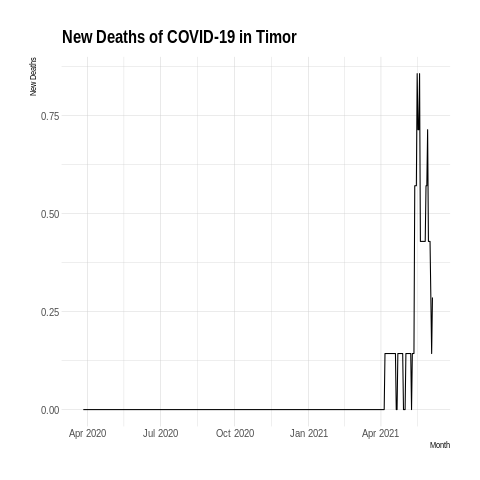 New Deaths of COVID-19 in Timor
New Deaths
0.75
0.50
0.25
0.00
Apr 2020
Jul 2020
Oct 2020
Jan 2021
Apr 2021
Month